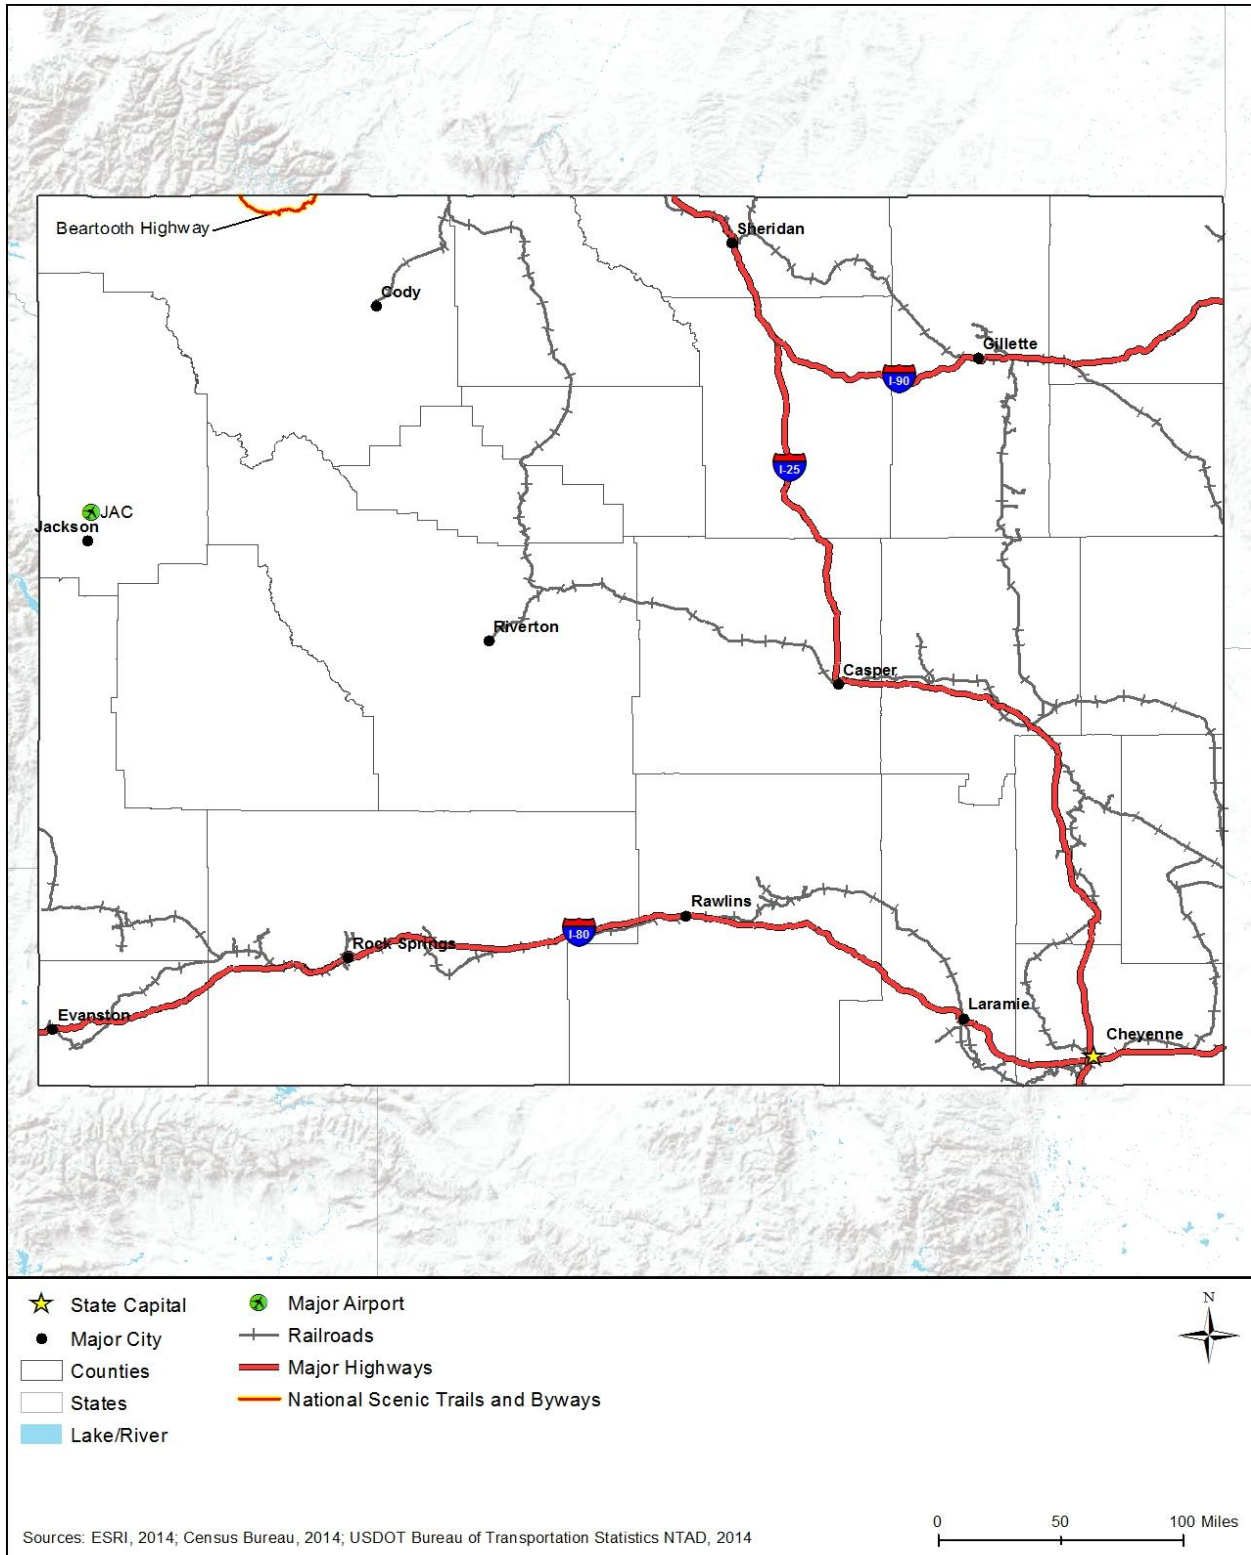 Beartooth Highway
Sheridan
Cody
Gillette
I-90
I-25
JAC
Jackson
Riverton
Casper
Rawlins
I-80
Rock Springs
Laramie
Evanston
Cheyenne
State Capital
Major City
Counties
States
Lake/River
Major Airport
Railroads
Major Highways
National Scenic Trails and Byways
N
Sources: ESRI, 2014; Census Bureau, 2014; USDOT Bureau of Transportation Statistics NTAD, 2014
0 50 100 Miles